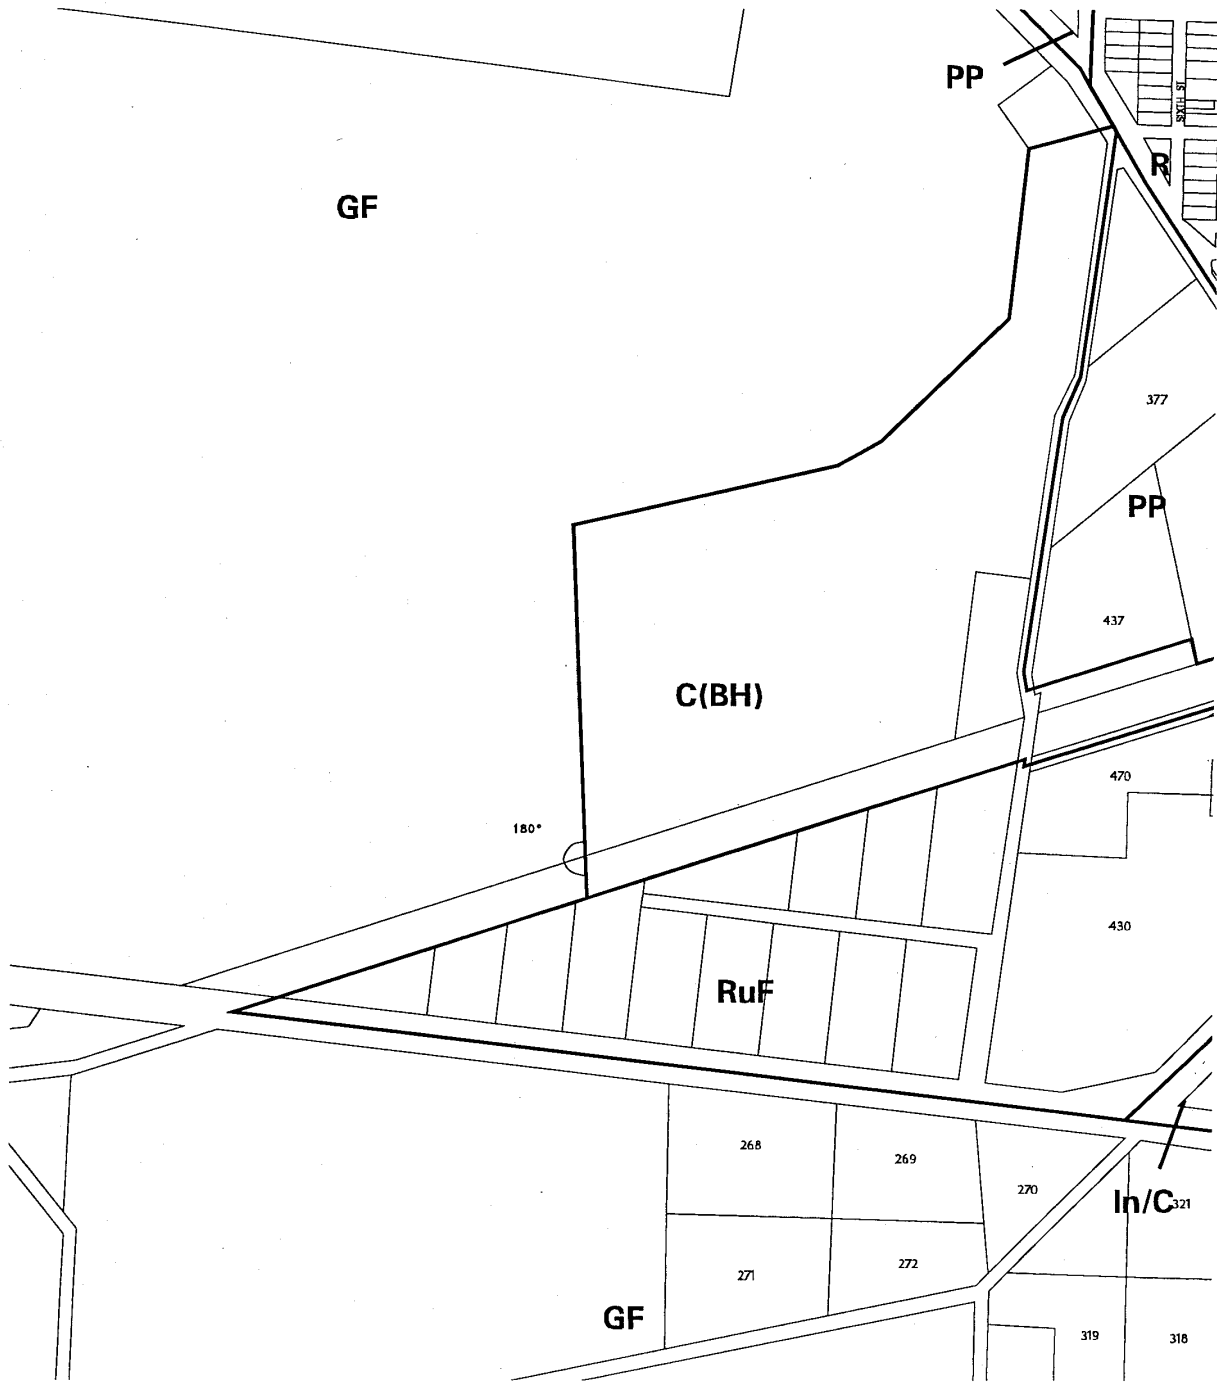 PP
SIXTH ST
R
GF
377
PP
437
C(BH)
470
180°
430
RuF
268
269
270
In/C
321
271
272
GF
319
318